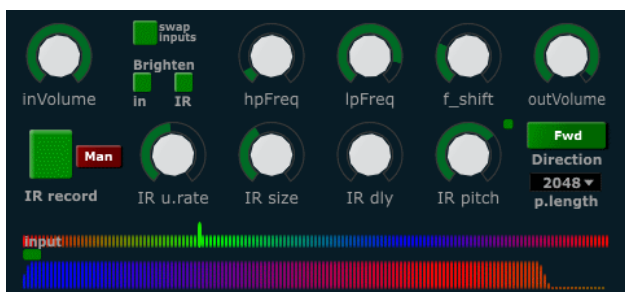 swap
inputs
Brighten
in IR
inVolume hpFreq lpFreq f_shift outVolume
Man
Fwd
Direction
IR record IR u.rate IR size IR dly IR pitch
2048
p.length
input